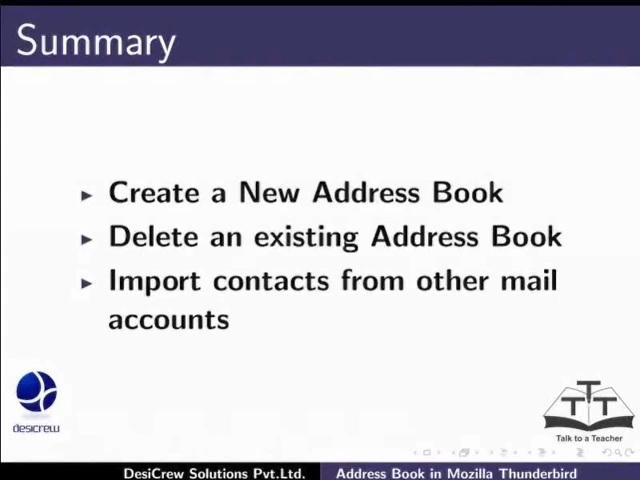 Summary
Create a New Address Book
Delete an existing Address Book
Import contacts from other mail
accounts
desicrew
TTT
Talk to a Teacher
DesiCrew Solutions Pvt.Ltd.
Address Book in Mozilla Thunderbird